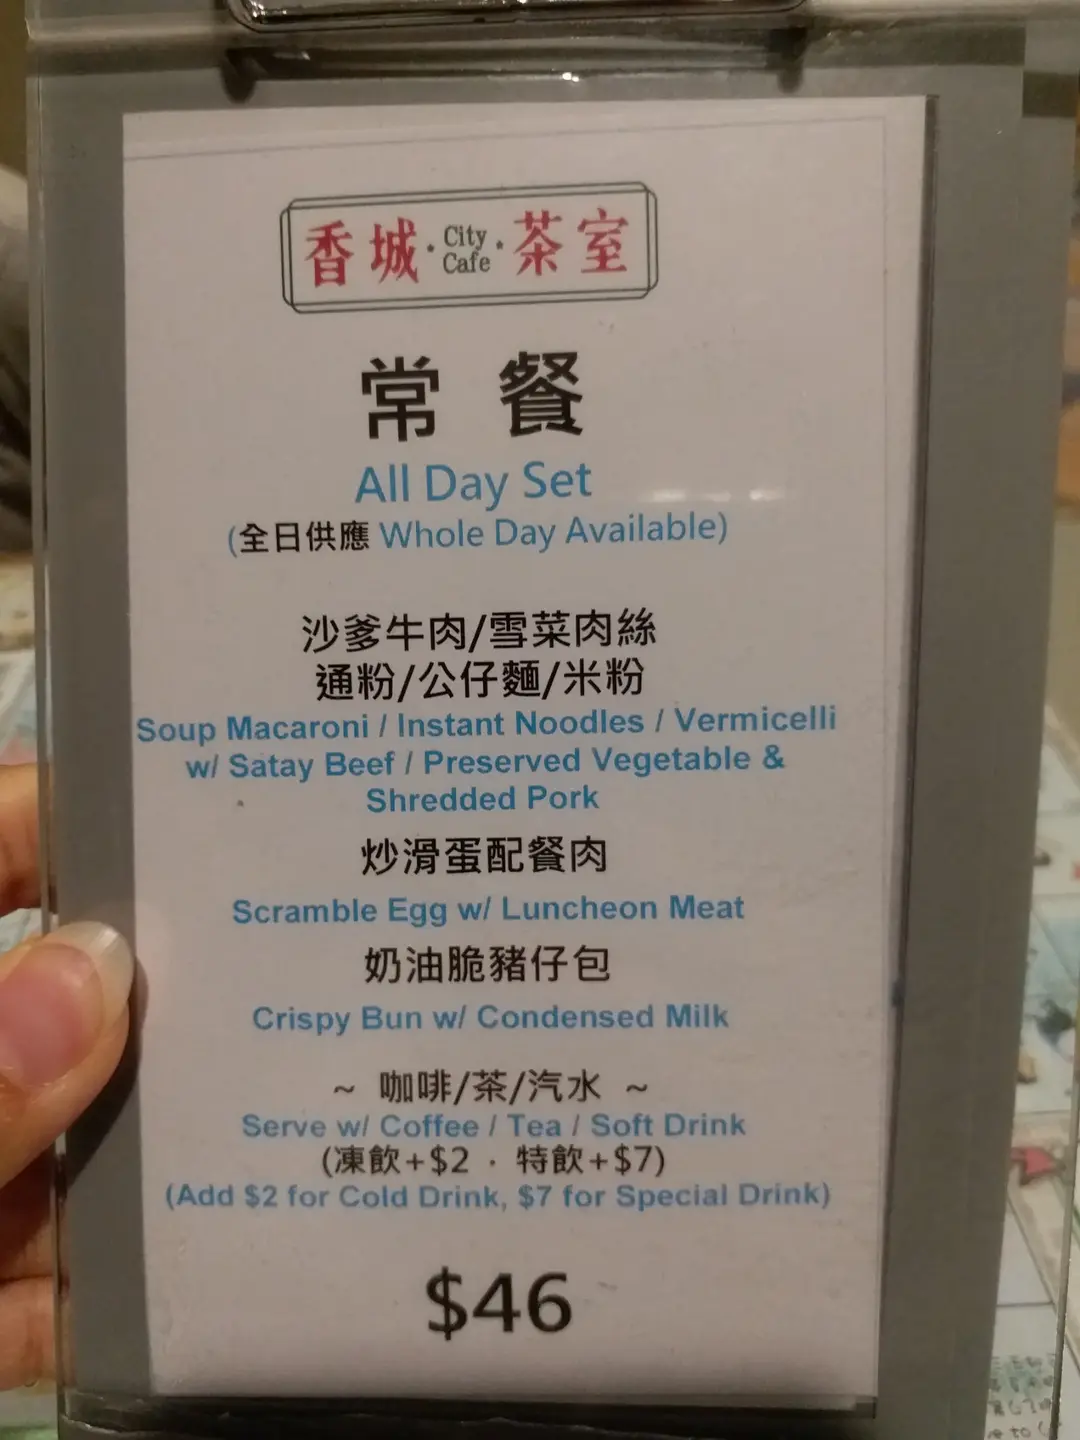 香城·City Cafe·茶室
常餐
All Day Set
(全日供應 Whole Day Available)
沙爹牛肉/雪菜肉絲
通粉/公仔麵/米粉
Soup Macaroni / Instant Noodles / Vermicelli
w/ Satay Beef / Preserved Vegetable &
Shredded Pork
炒滑蛋配餐肉
Scramble Egg w/ Luncheon Meat
奶油脆豬仔包
Crispy Bun w/ Condensed Milk
~ 咖啡/茶/汽水 ~
Serve w/ Coffee / Tea / Soft Drink
(凍飲+$2 · 特飲+$7)
(Add $2 for Cold Drink, $7 for Special Drink)
$46